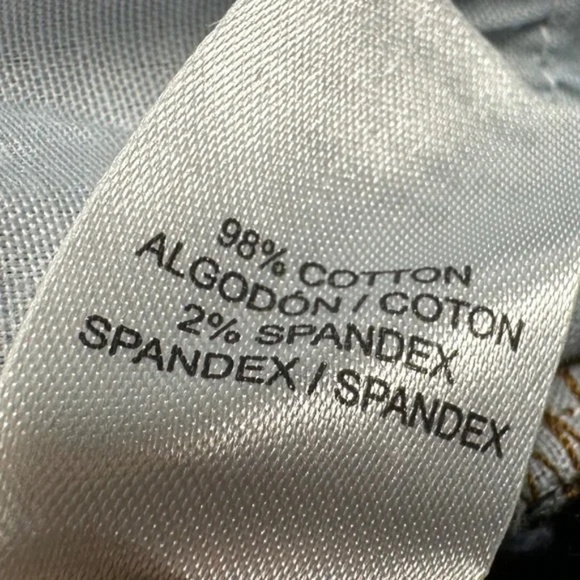 98% COTTON
ALGODÓN / COTON
2% SPANDEX
SPANDEX / SPANDEX